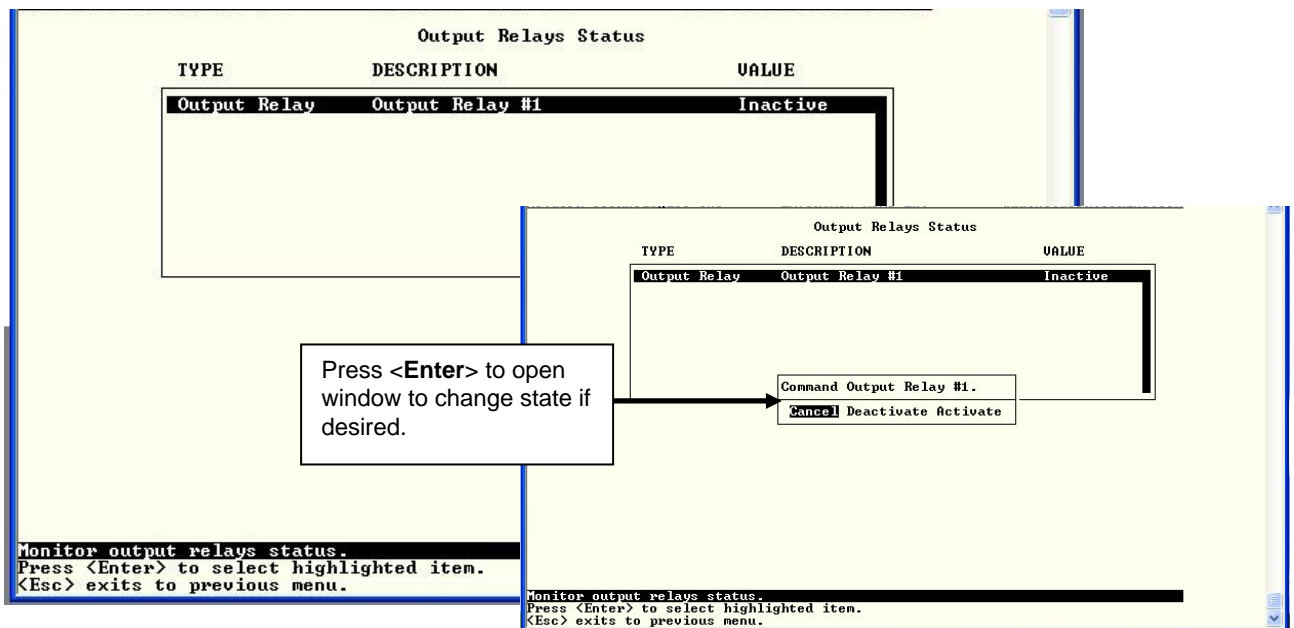 Output Relays Status
TYPE DESCRIPTION VALUE
Output Relay Output Relay #1 Inactive
Output Relays Status
TYPE DESCRIPTION VALUE
Output Relay Output Relay #1 Inactive
Press <Enter> to open
window to change state if
desired.
Command Output Relay #1.
Cancel Deactivate Activate
Monitor output relays status.
Press <Enter> to select highlighted item.
<Esc> exits to previous menu.
Monitor output relays status.
Press <Enter> to select highlighted item.
<Esc> exits to previous menu.